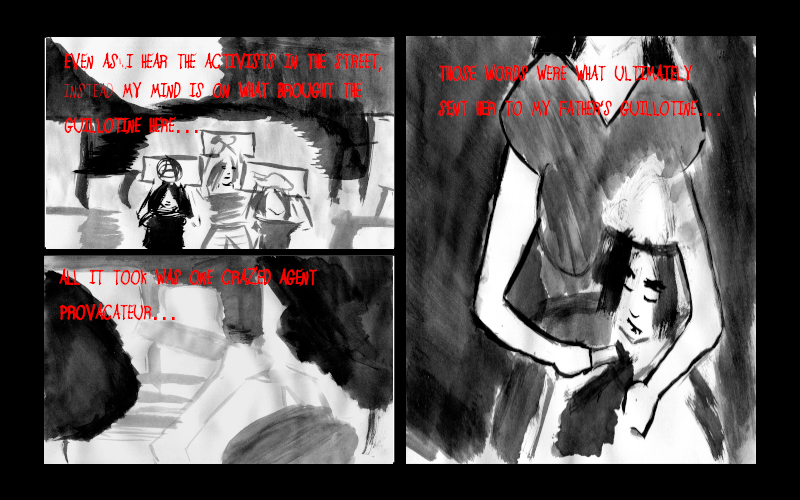 EVEN AS I HEAR THE ACTIVISTS IN THE STREET,
INSTEAD MY MIND IS ON WHAT BROUGHT THE
GUILLOTINE HERE...
ALL IT TOOK WAS ONE CRAZED AGENT
PROVACATEUR...
THOSE WORDS WERE WHAT ULTIMATELY
SENT HER TO MY FATHER'S GUILLOTINE...